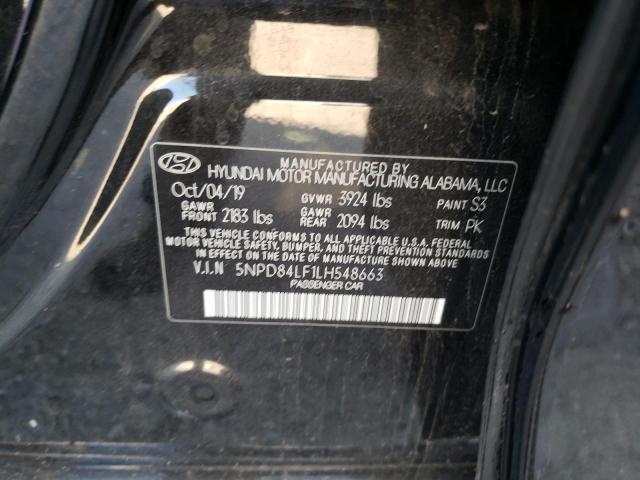 MANUFACTURED BY
HYUNDAI MOTOR MANUFACTURING ALABAMA, LLC
Oct/04/19 GVWR 3924 lbs PAINT S3
GAWR FRONT 2183 lbs GAWR REAR 2094 lbs TRIM PK
THIS VEHICLE CONFORMS TO ALL APPLICABLE U.S.A. FEDERAL
MOTOR VEHICLE SAFETY, BUMPER, AND THEFT PREVENTION STANDARDS IN
EFFECT ON THE DATE OF MANUFACTURE SHOWN ABOVE.
V.I.N 5NPD84LF1LH548663
PASSENGER CAR